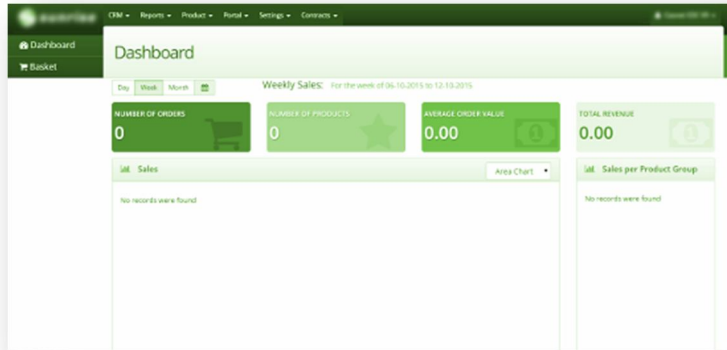 CRM Reports Product Portal Settings Contracts
Dashboard
Basket
Dashboard
Day Week Month
Weekly Sales: For the week of 06-10-2015 to 12-10-2015
NUMBER OF ORDERS
0
NUMBER OF PRODUCTS
0
AVERAGE ORDER VALUE
0.00
TOTAL REVENUE
0.00
Sales
Area Chart
No records were found
Sales per Product Group
No records were found